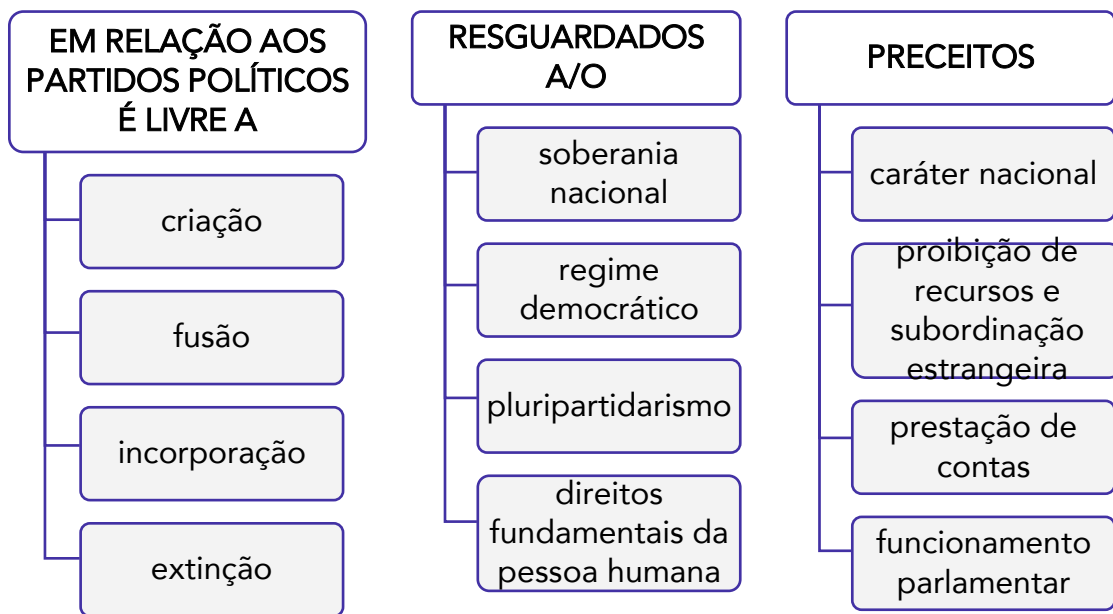 EM RELAÇÃO AOS
PARTIDOS POLÍTICOS
É LIVRE A
criação
fusão
incorporação
extinção
RESGUARDADOS
A/O
soberania
nacional
regime
democrático
pluripartidarismo
direitos
fundamentais da
pessoa humana
PRECEITOS
caráter nacional
proibição de
recursos e
subordinação
estrangeira
prestação de
contas
funcionamento
parlamentar